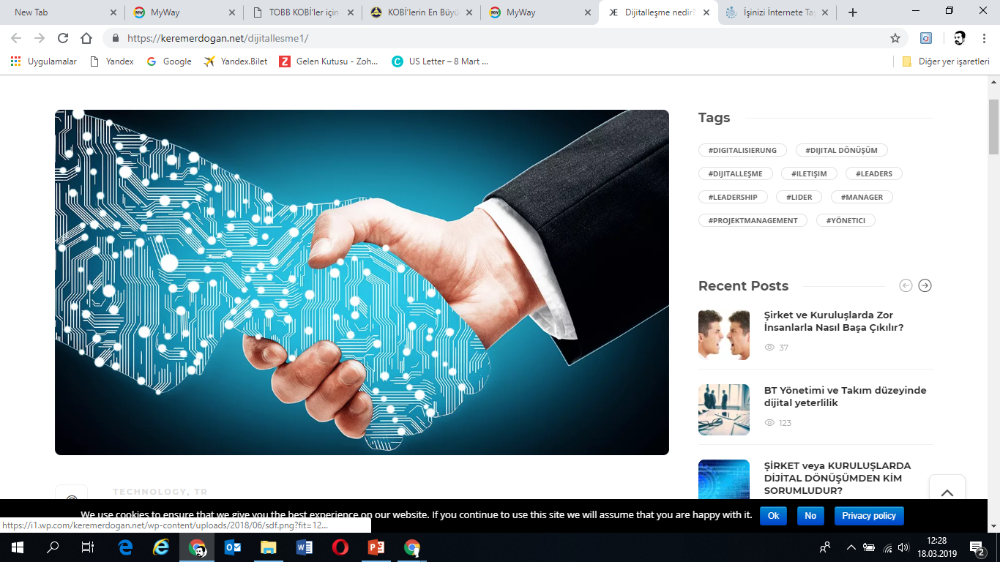 New Tab
MyWay
TOBB KOBİ'ler için
KOBİ'lerin En Büyü
MyWay
Dijitalleşme nedir?
İşinizi İnternete Taş
https://keremerdogan.net/dijitallesme1/
Uygulamalar
Yandex
Google
Yandex.Bilet
Gelen Kutusu - Zoh...
US Letter – 8 Mart ...
Diğer yer işaretleri
Tags
#DIGITALISIERUNG
#DIJITAL DÖNÜŞÜM
#DIJITALLEŞME
#ILETIŞIM
#LEADERS
#LEADERSHIP
#LIDER
#MANAGER
#PROJEKTMANAGEMENT
#YÖNETICI
Recent Posts
Şirket ve Kuruluşlarda Zor
İnsanlarla Nasıl Başa Çıkılır?
37
BT Yönetimi ve Takım düzeyinde
dijital yeterlilik
123
ŞİRKET veya KURULUŞLARDA
DİJİTAL DÖNÜŞÜMDEN KİM
SORUMLUDUR?
TECHNOLOGY, TR
We use cookies to ensure that we give you the best experience on our website. If you continue to use this site we will assume that you are happy with it.
Ok
No
Privacy policy
https://i1.wp.com/keremerdogan.net/wp-content/uploads/2018/06/sdf.png?fit=12...
12:28
18.03.2019
2